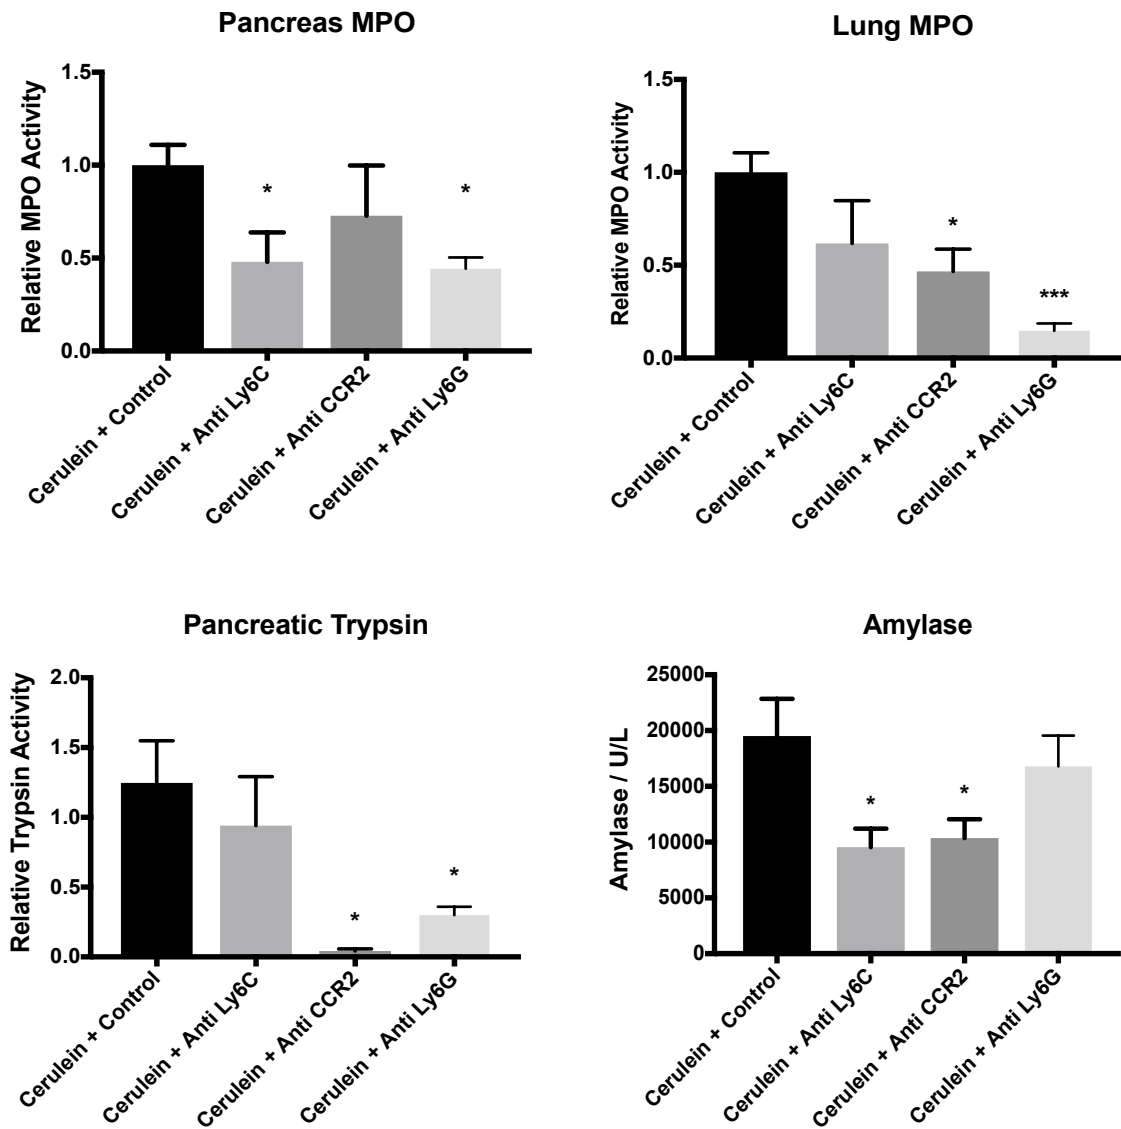 Pancreas MPO
Relative MPO Activity
1.5
1.0
0.5
0.0
*
*
Cerulein + Control
Cerulein + Anti Ly6C
Cerulein + Anti CCR2
Cerulein + Anti Ly6G
Lung MPO
Relative MPO Activity
1.5
1.0
0.5
0.0
*
***
Cerulein + Control
Cerulein + Anti Ly6C
Cerulein + Anti CCR2
Cerulein + Anti Ly6G
Pancreatic Trypsin
Relative Trypsin Activity
2.0
1.5
1.0
0.5
0.0
*
*
Cerulein + Control
Cerulein + Anti Ly6C
Cerulein + Anti CCR2
Cerulein + Anti Ly6G
Amylase
Amylase / U/L
25000
20000
15000
10000
5000
0
*
*
Cerulein + Control
Cerulein + Anti Ly6C
Cerulein + Anti CCR2
Cerulein + Anti Ly6G